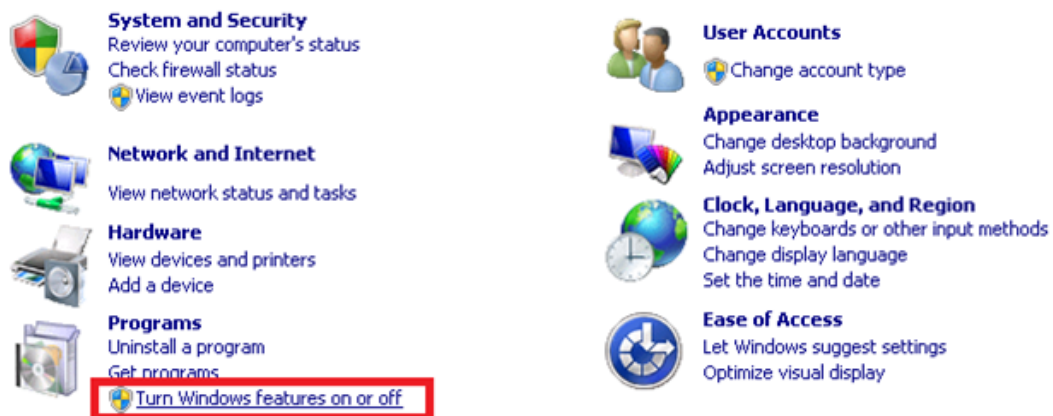 System and Security
Review your computer's status
Check firewall status
View event logs
Network and Internet
View network status and tasks
Hardware
View devices and printers
Add a device
Programs
Uninstall a program
Get programs
Turn Windows features on or off
User Accounts
Change account type
Appearance
Change desktop background
Adjust screen resolution
Clock, Language, and Region
Change keyboards or other input methods
Change display language
Set the time and date
Ease of Access
Let Windows suggest settings
Optimize visual display